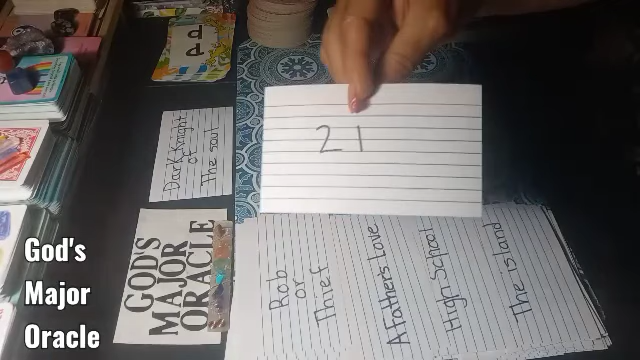 21
Dark Knight
of
The soul
GOD'S
MAJOR
ORACLE
Rob
or
Thief
A Fathers Love
High School
The island
God's
Major
Oracle